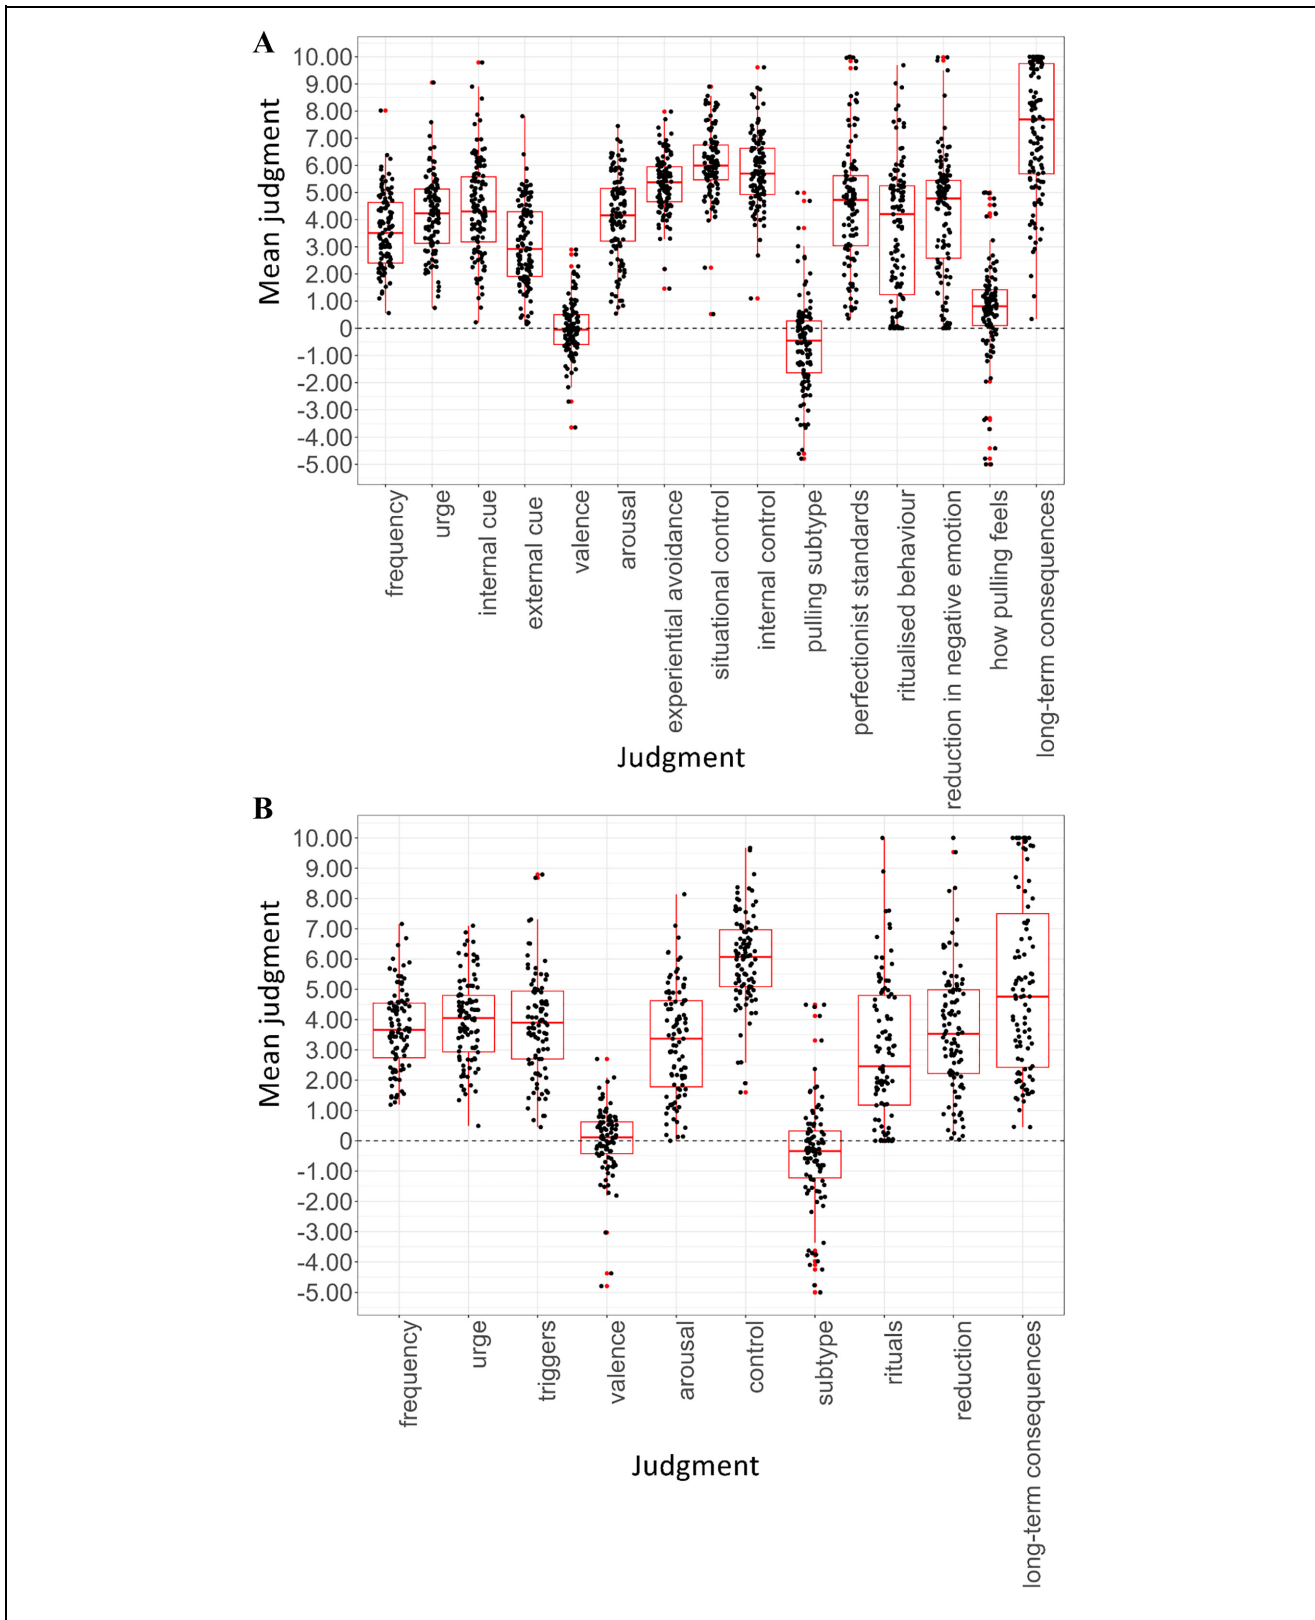 A
Mean judgment
10.00
9.00
8.00
7.00
6.00
5.00
4.00
3.00
2.00
1.00
0
-1.00
-2.00
-3.00
-4.00
-5.00
frequency
urge
internal cue
external cue
valence
arousal
experiential avoidance
situational control
internal control
pulling subtype
perfectionist standards
ritualised behaviour
reduction in negative emotion
how pulling feels
long-term consequences
Judgment
B
Mean judgment
10.00
9.00
8.00
7.00
6.00
5.00
4.00
3.00
2.00
1.00
0
-1.00
-2.00
-3.00
-4.00
-5.00
frequency
urge
triggers
valence
arousal
control
subtype
rituals
reduction
long-term consequences
Judgment